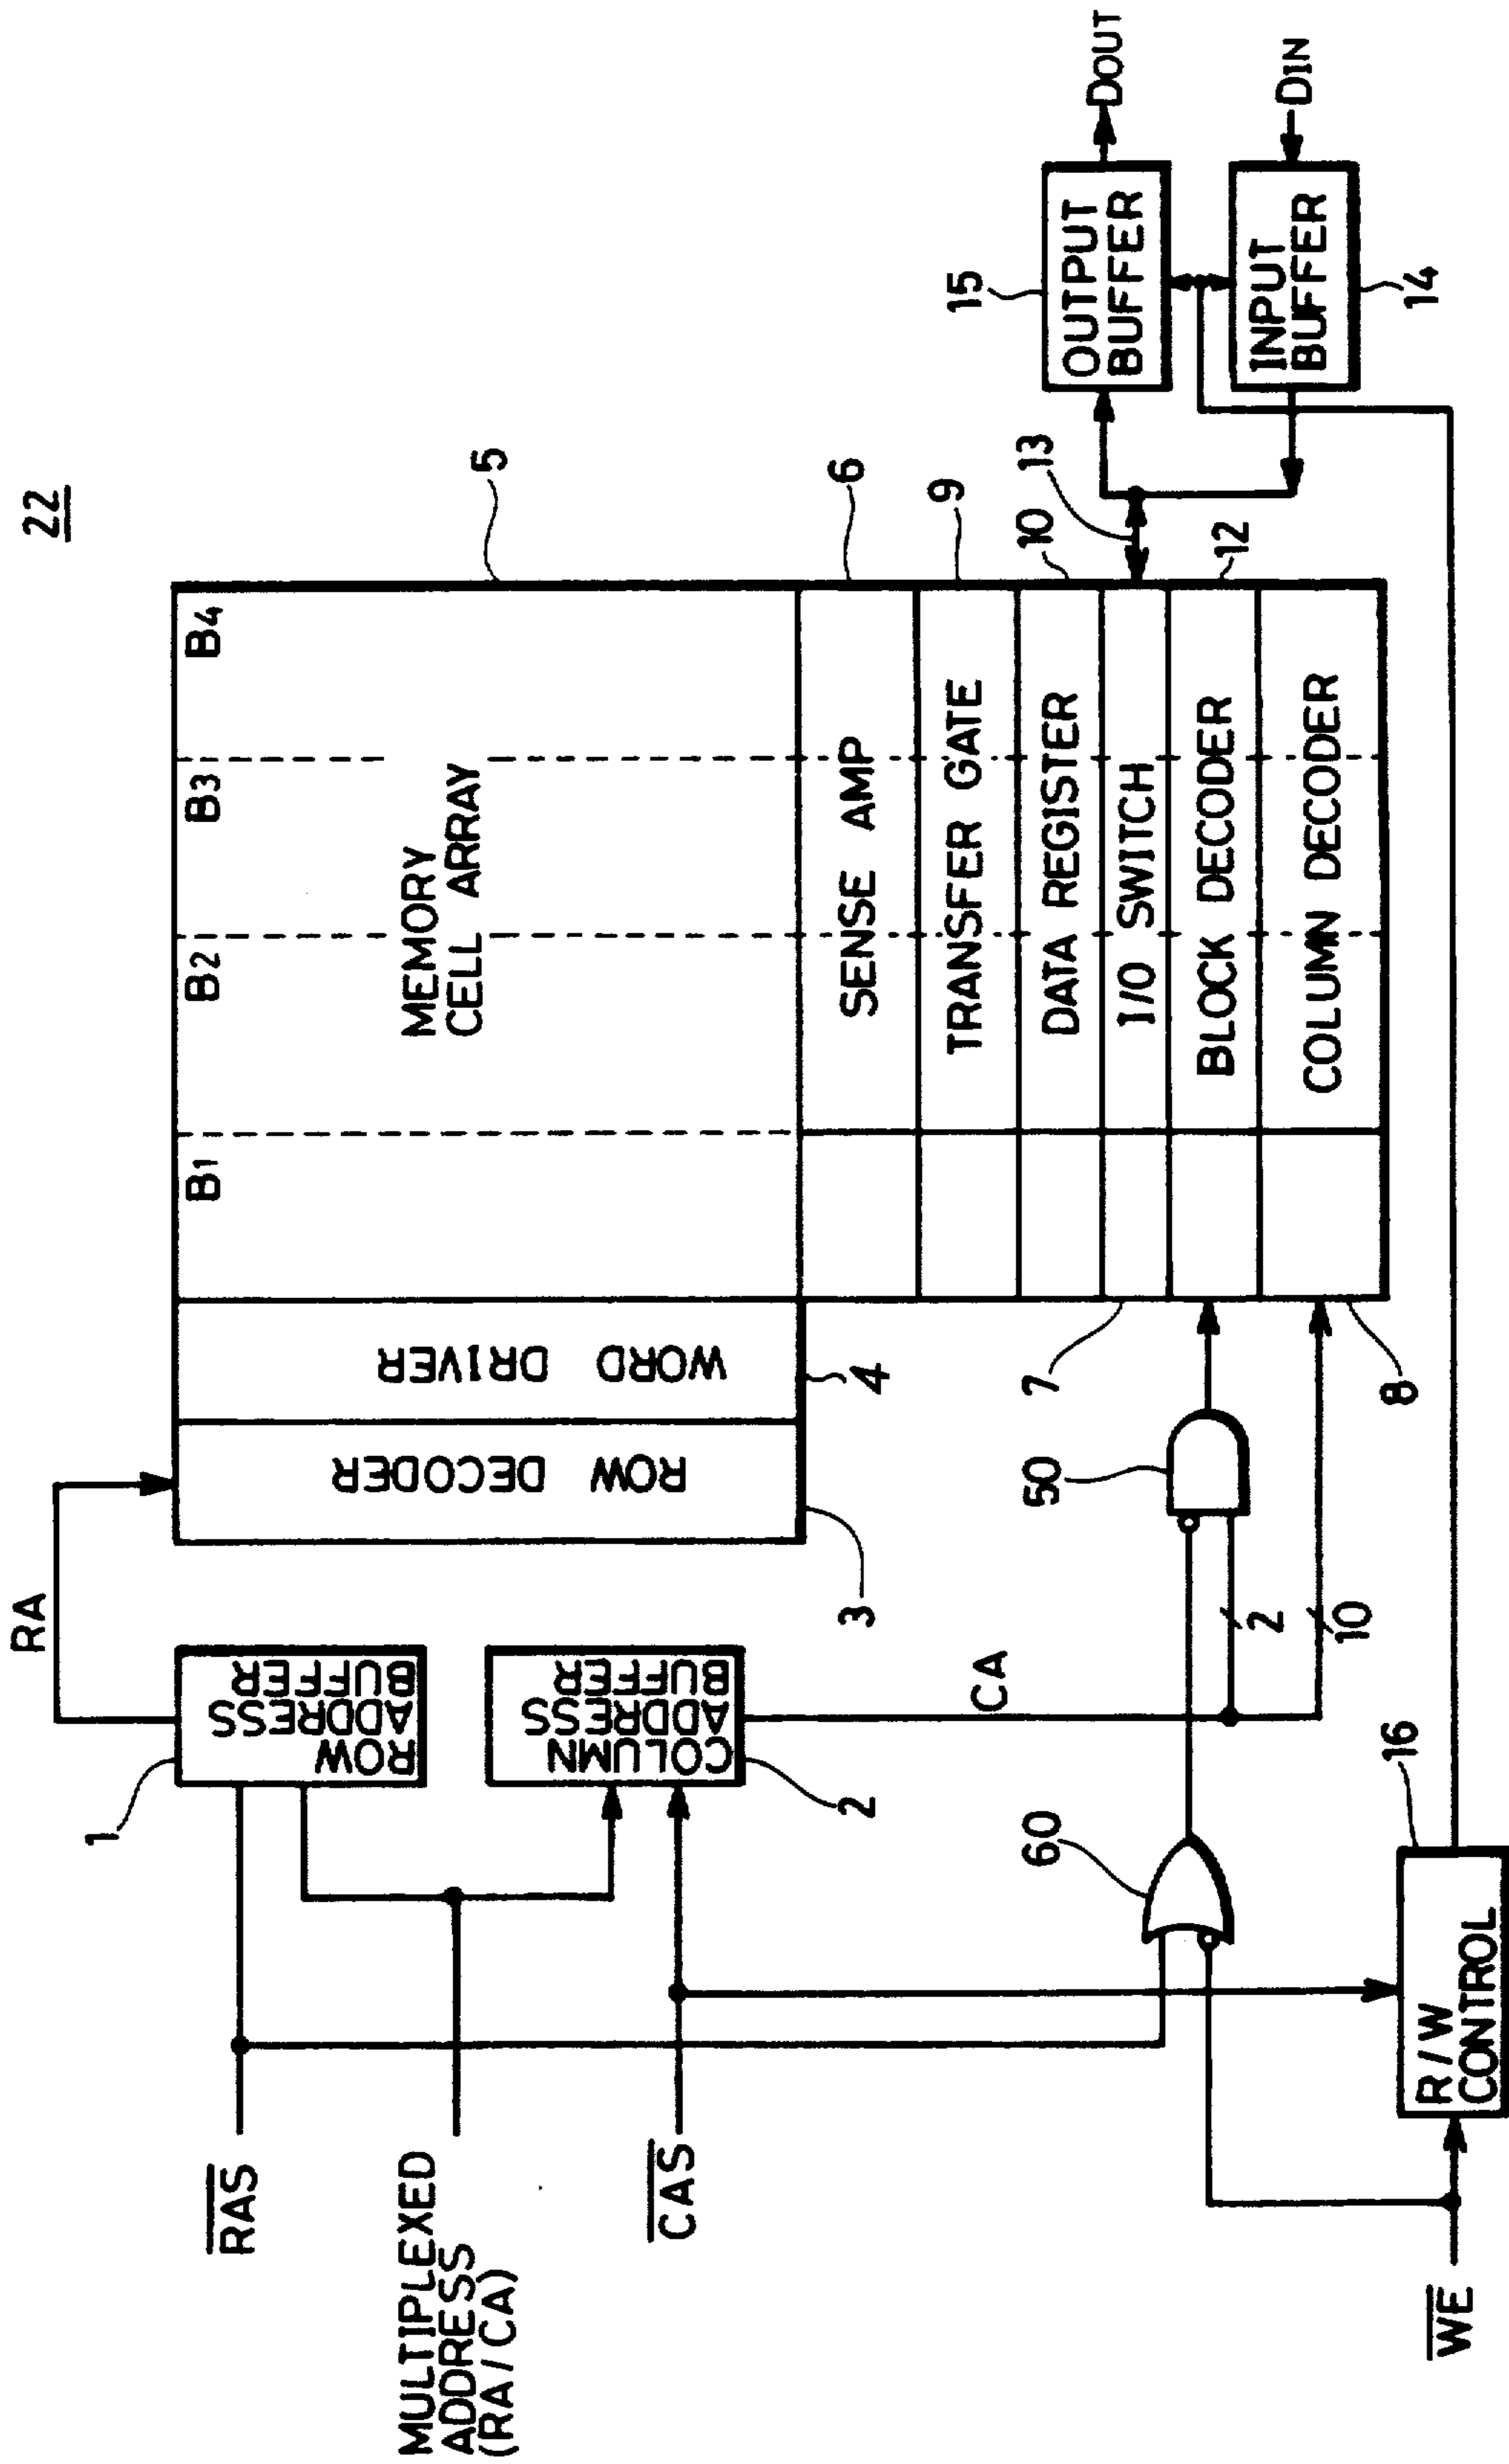 22
RA
RAS
MULTIPLEXED
ADDRESS
(RA/CA)
CAS
WE
1
ROW
ADDRESS
BUFFER
COLUMN
ADDRESS
BUFFER
2
CA
60
16
R/W
CONTROL
50
2
10
ROW DECODER
3
WORD DRIVER
4
7
8
B1
B2
B3
B4
MEMORY
CELL ARRAY
5
SENSE AMP
6
TRANSFER GATE
9
DATA REGISTER
10
I/O SWITCH
13
BLOCK DECODER
12
COLUMN DECODER
15
OUTPUT
BUFFER
DOUT
INPUT
BUFFER
DIN
14